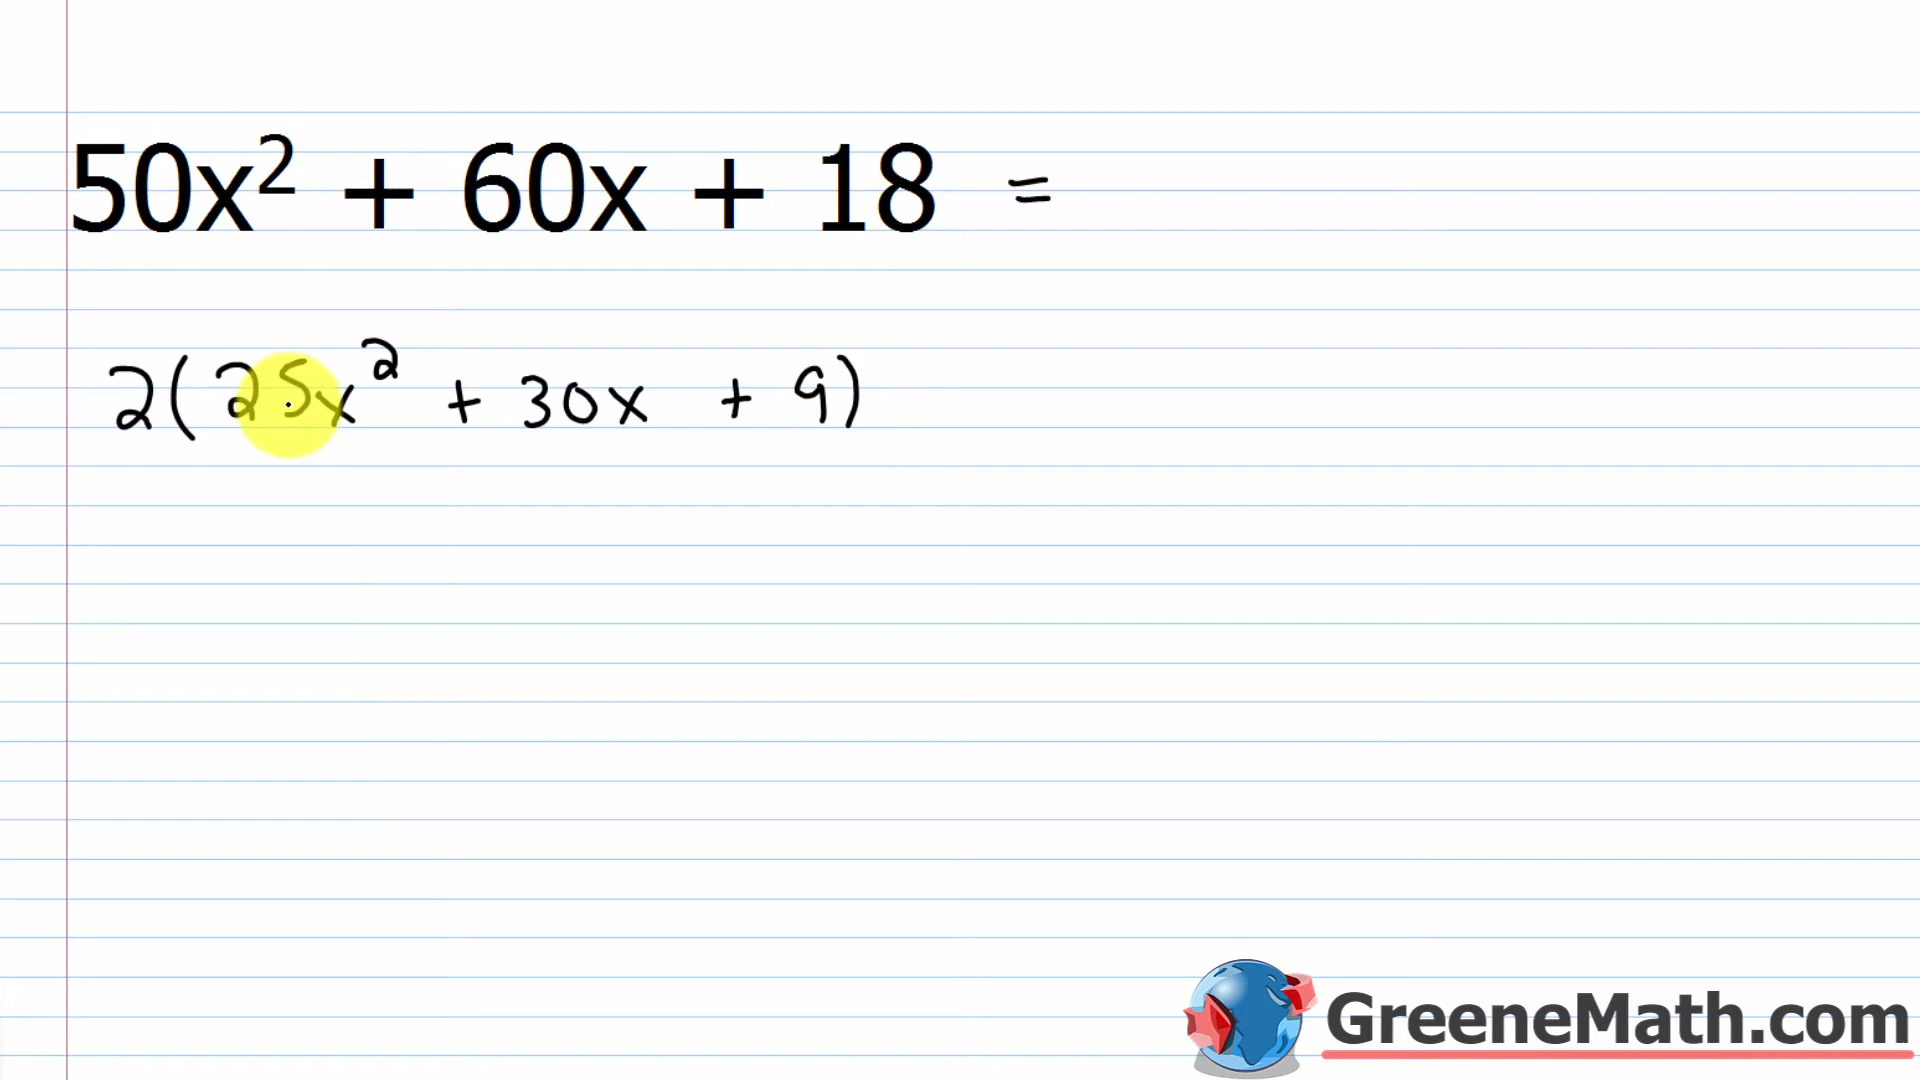 50x² + 60x + 18 =
2(25x² + 30x + 9)
GreeneMath.com